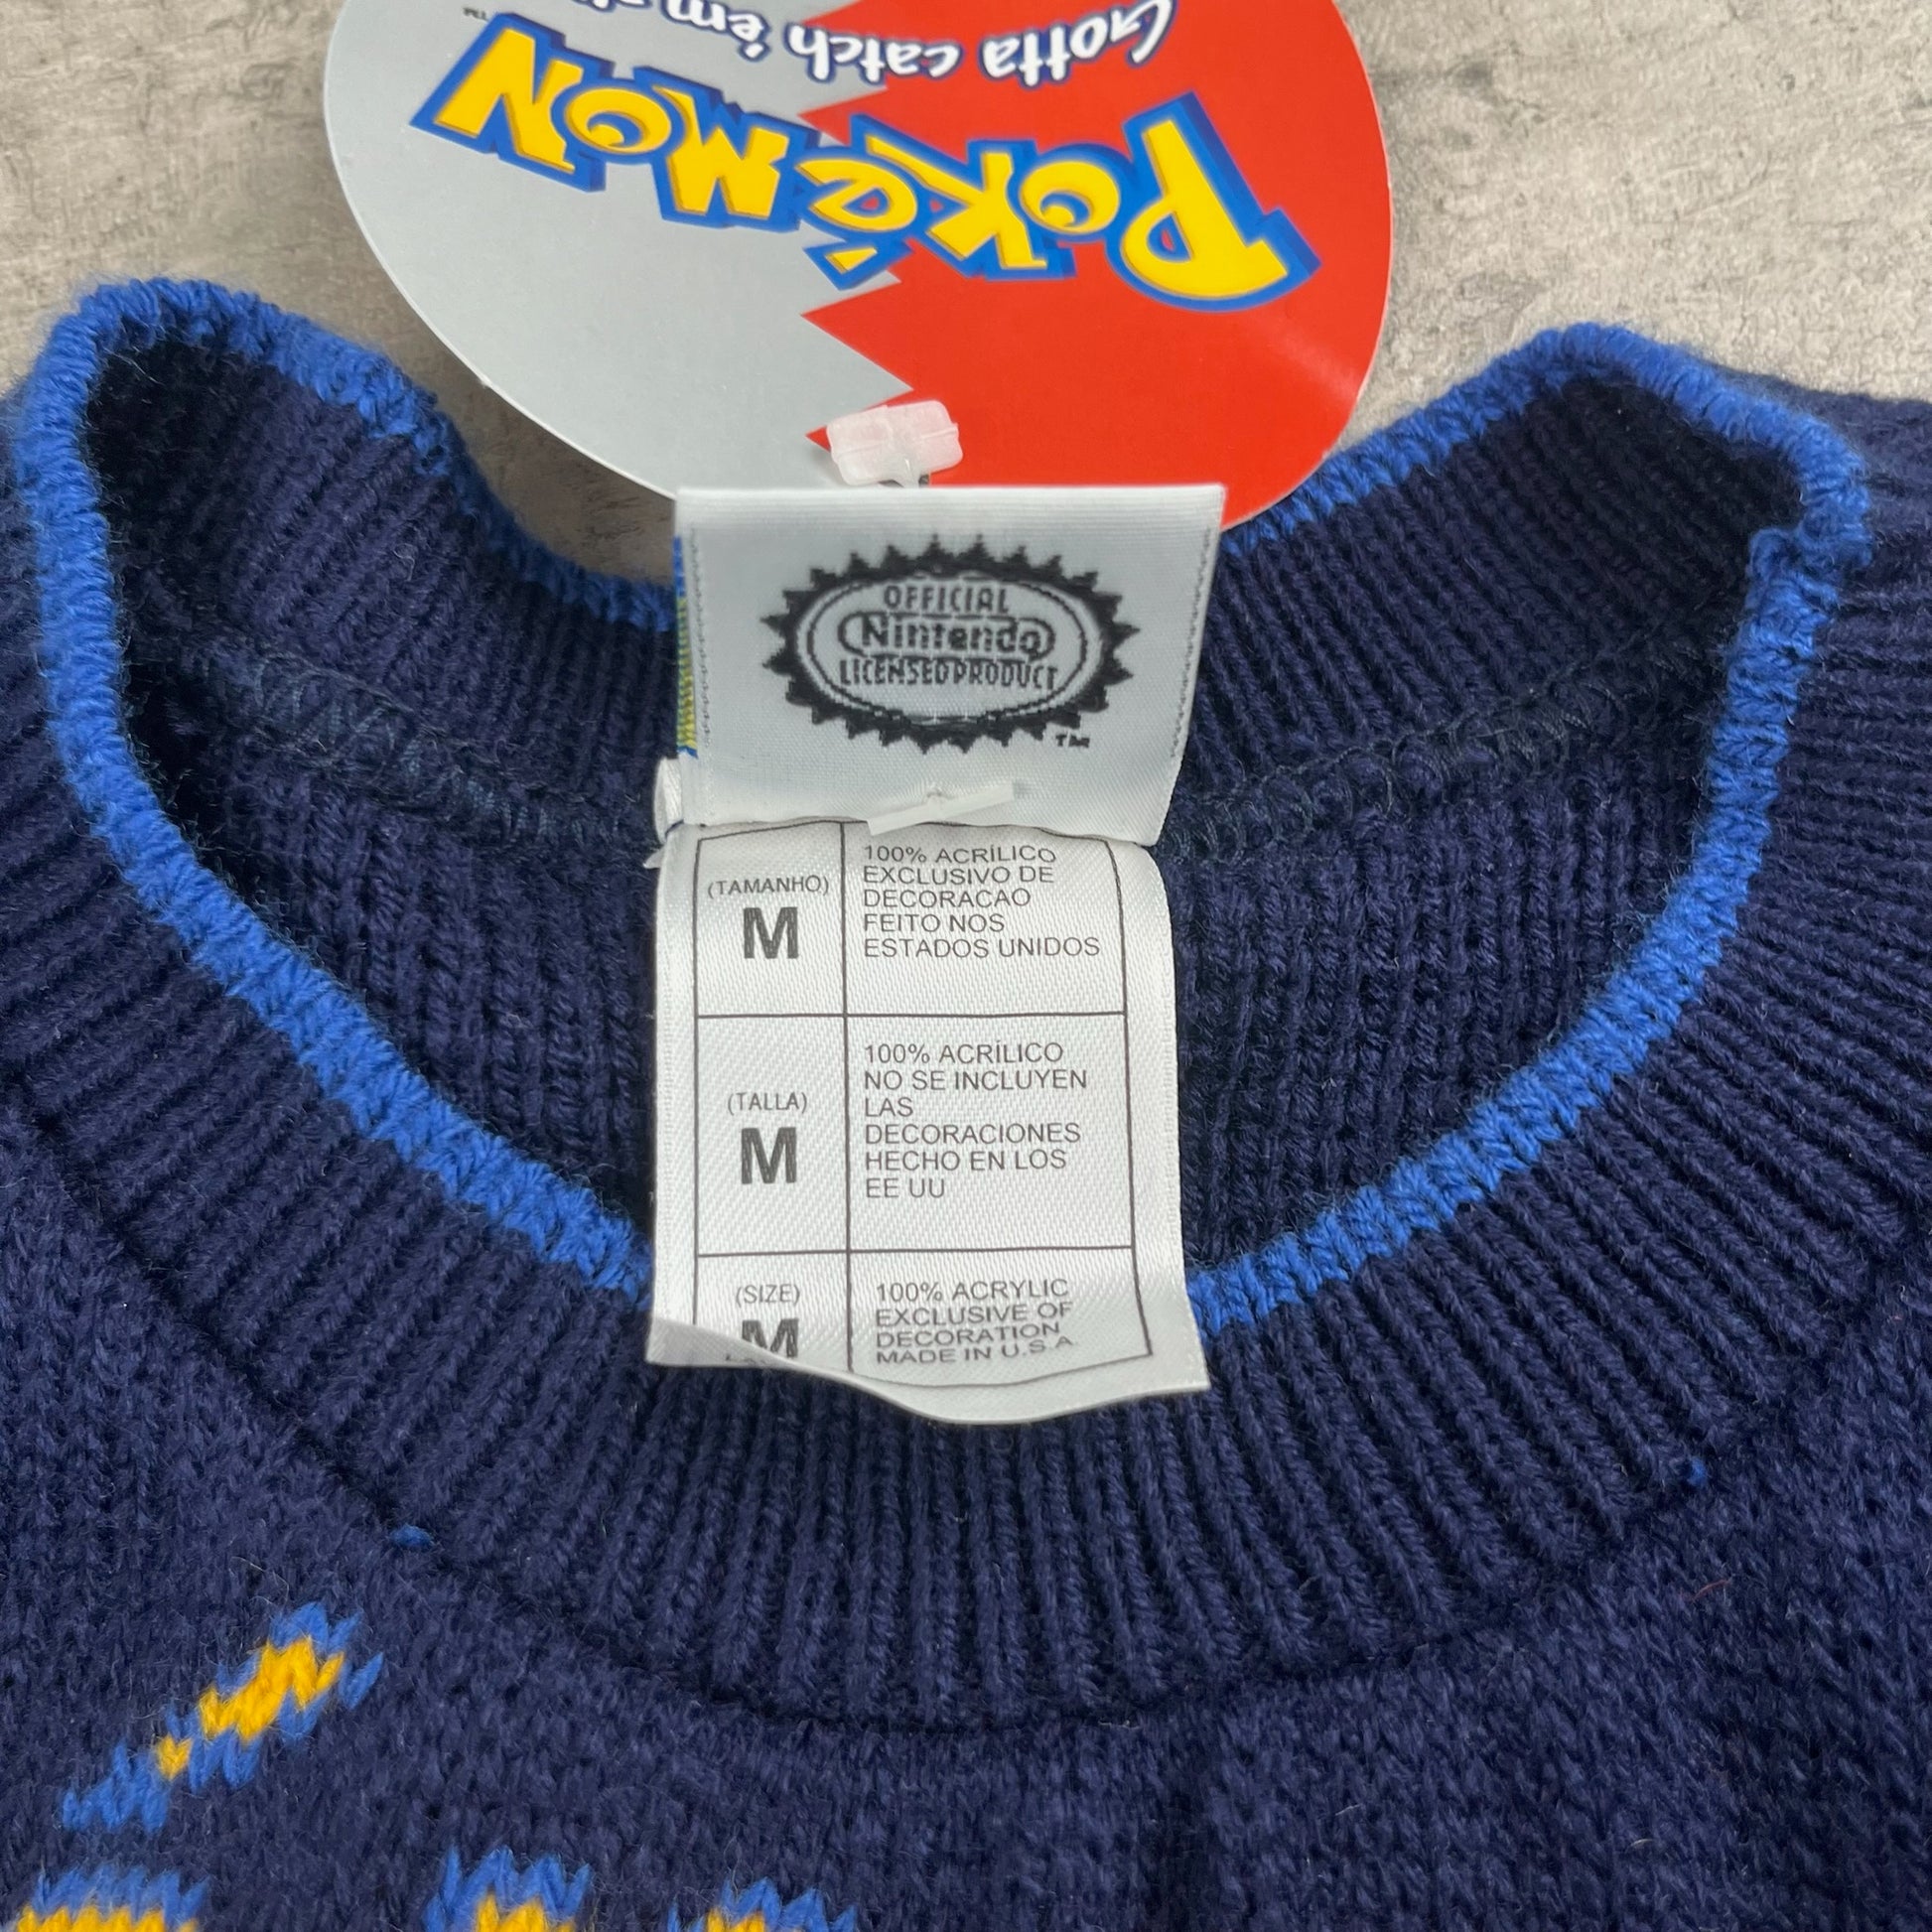 Gotta catch 'em
POKéMON
OFFICIAL
Nintendo
LICENSED PRODUCT
TM
(TAMANHO)
M
100% ACRÍLICO
EXCLUSIVO DE
DECORACAO
FEITO NOS
ESTADOS UNIDOS
(TALLA)
M
100% ACRÍLICO
NO SE INCLUYEN
LAS
DECORACIONES
HECHO EN LOS
EE UU
(SIZE)
M
100% ACRYLIC
EXCLUSIVE OF
DECORATION
MADE IN U.S.A